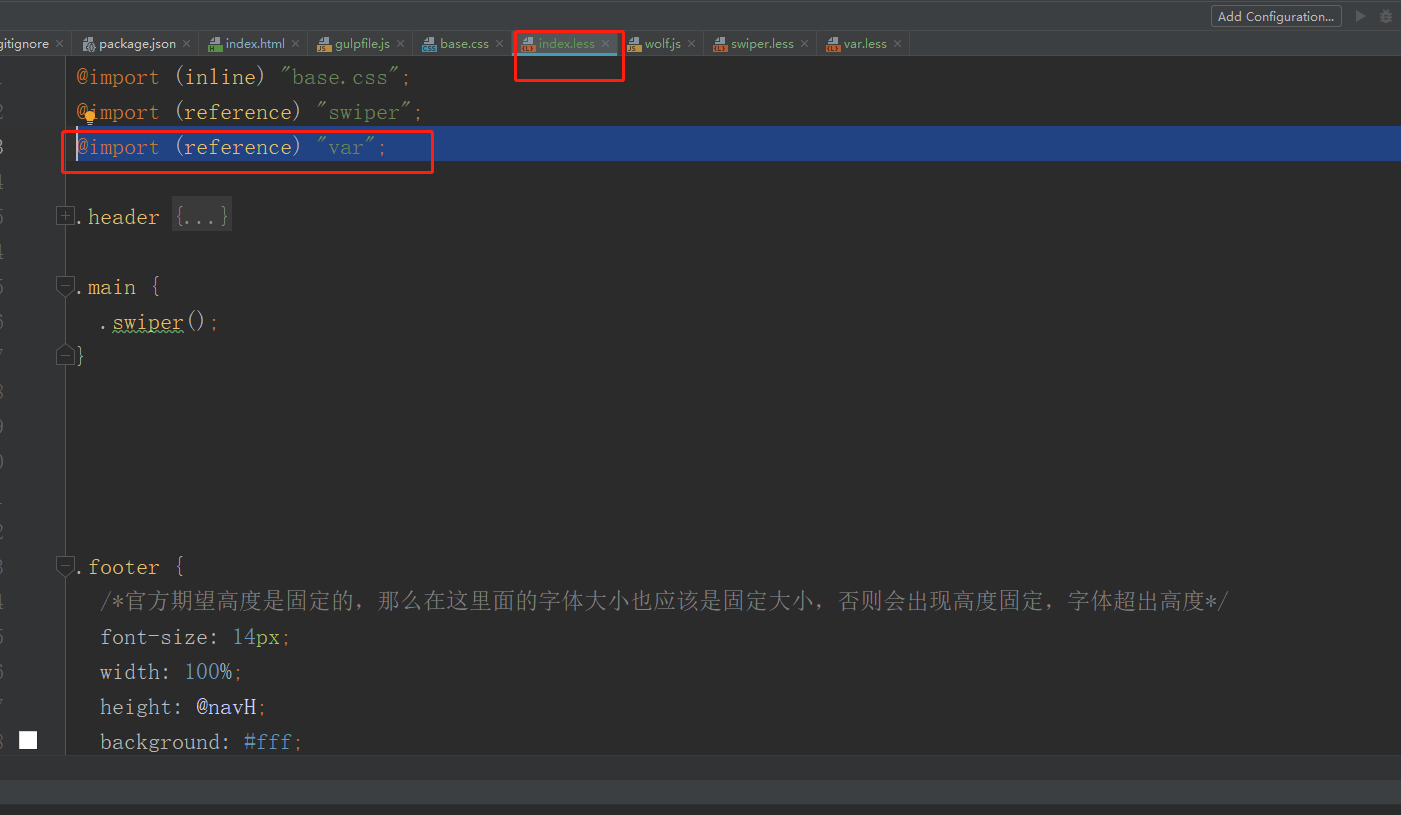 Add Configuration...
gitignore package.json index.html gulpfile.js base.css index.less wolf.js swiper.less var.less
@import (inline) "base.css";
@import (reference) "swiper";
@import (reference) "var";
.header {...}
.main {
.swiper();
}
.footer {
/*官方期望高度是固定的，那么在这里面的字体大小也应该是固定大小，否则会出现高度固定，字体超出高度*/
font-size: 14px;
width: 100%;
height: @navH;
background: #fff;